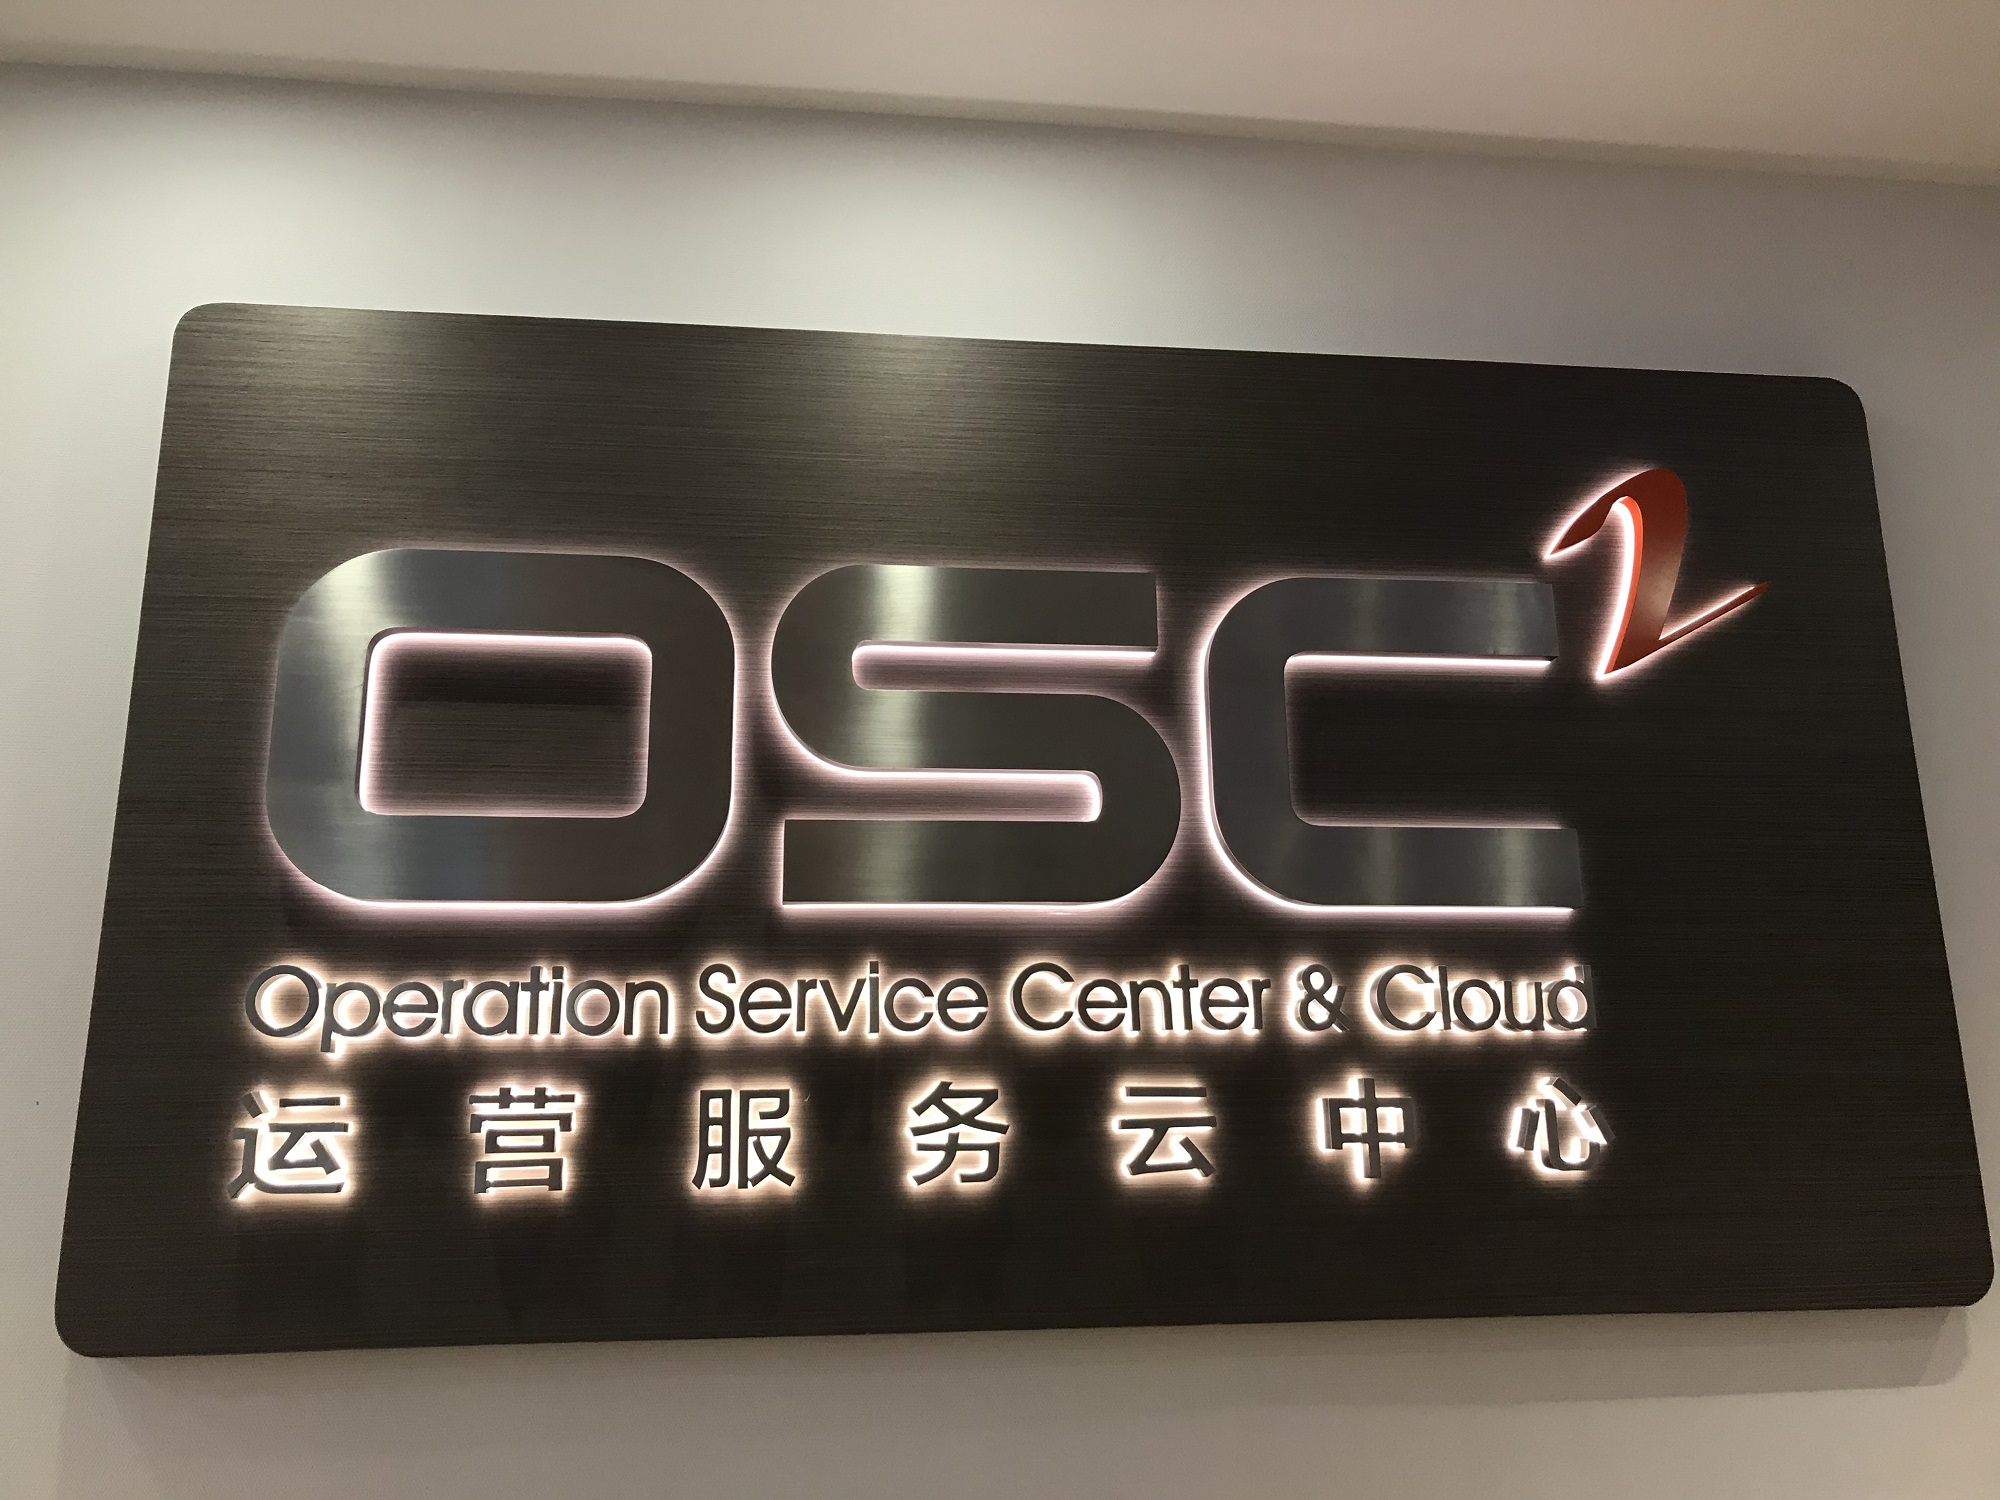 OSC²
Operation Service Center & Cloud
运营服务云中心